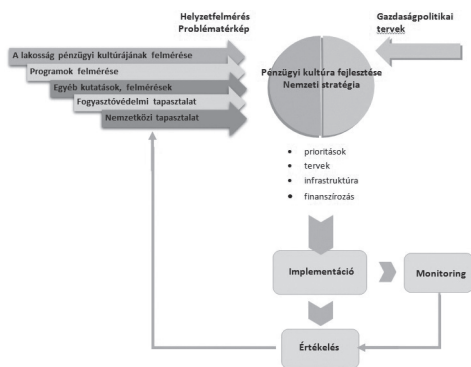 Helyzetfelmérés
Problématérkép
Gazdaságpolitikai
tervek
A lakosság pénzügyi kultúrájának felmérése
Programok felmérése
Egyéb kutatások, felmérések
Fogyasztóvédelmi tapasztalat
Nemzetközi tapasztalat
Pénzügyi kultúra fejlesztése
Nemzeti stratégia
• prioritások
• tervek
• infrastruktúra
• finanszírozás
Implementáció
Monitoring
Értékelés